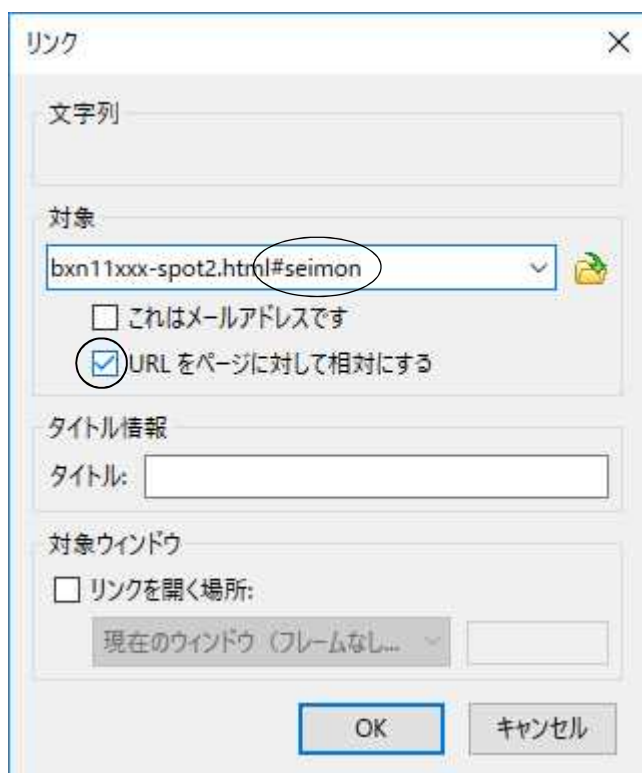 リンク
文字列
対象
bxn11xxx-spot2.html#seimon
これはメールアドレスです
URL をページに対して相対にする
タイトル情報
タイトル:
対象ウィンドウ
リンクを開く場所:
現在のウィンドウ（フレームなし...
OK キャンセル